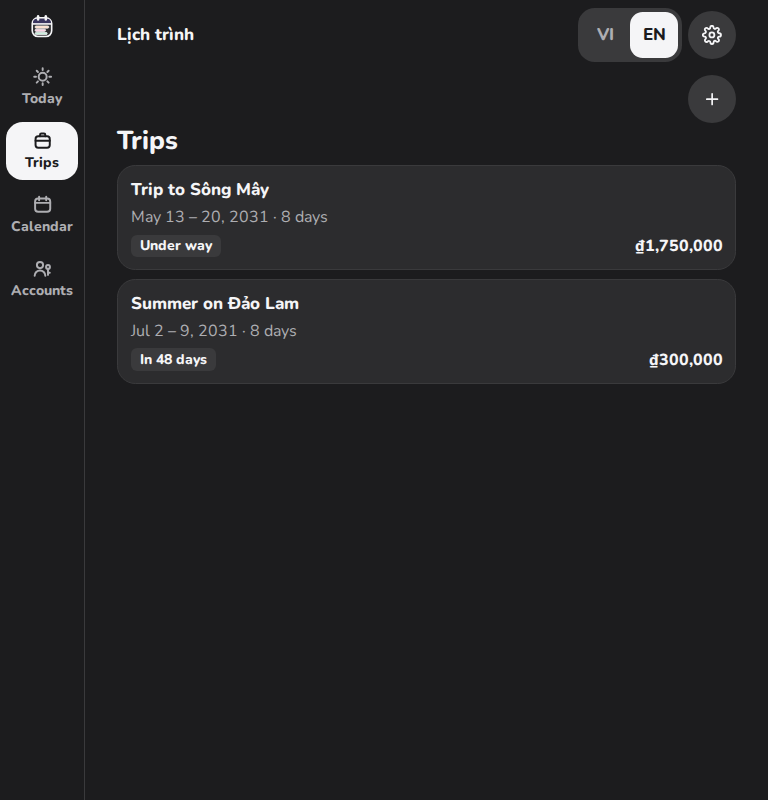 Lịch trình
VI
EN
Today
Trips
Calendar
Accounts
Trips
Trip to Sông Mây
May 13 – 20, 2031 · 8 days
Under way
₫1,750,000
Summer on Đảo Lam
Jul 2 – 9, 2031 · 8 days
In 48 days
₫300,000